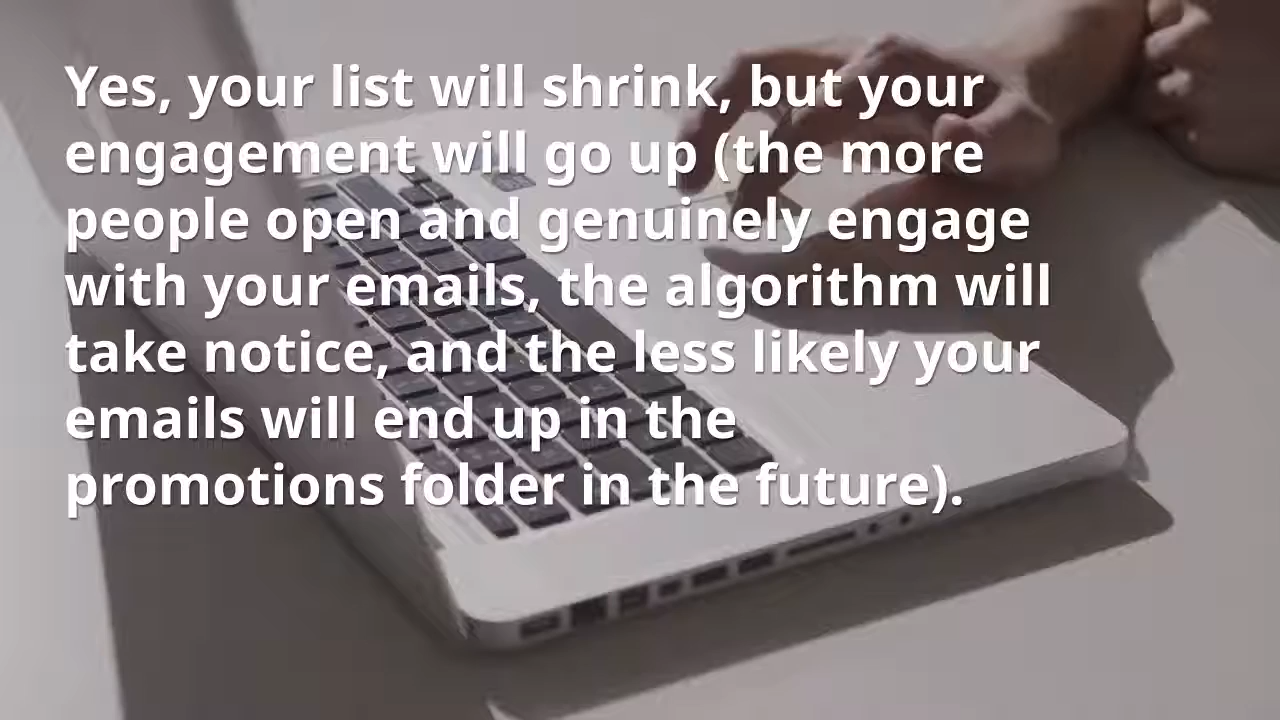 Yes, your list will shrink, but your
engagement will go up (the more
people open and genuinely engage
with your emails, the algorithm will
take notice, and the less likely your
emails will end up in the
promotions folder in the future).